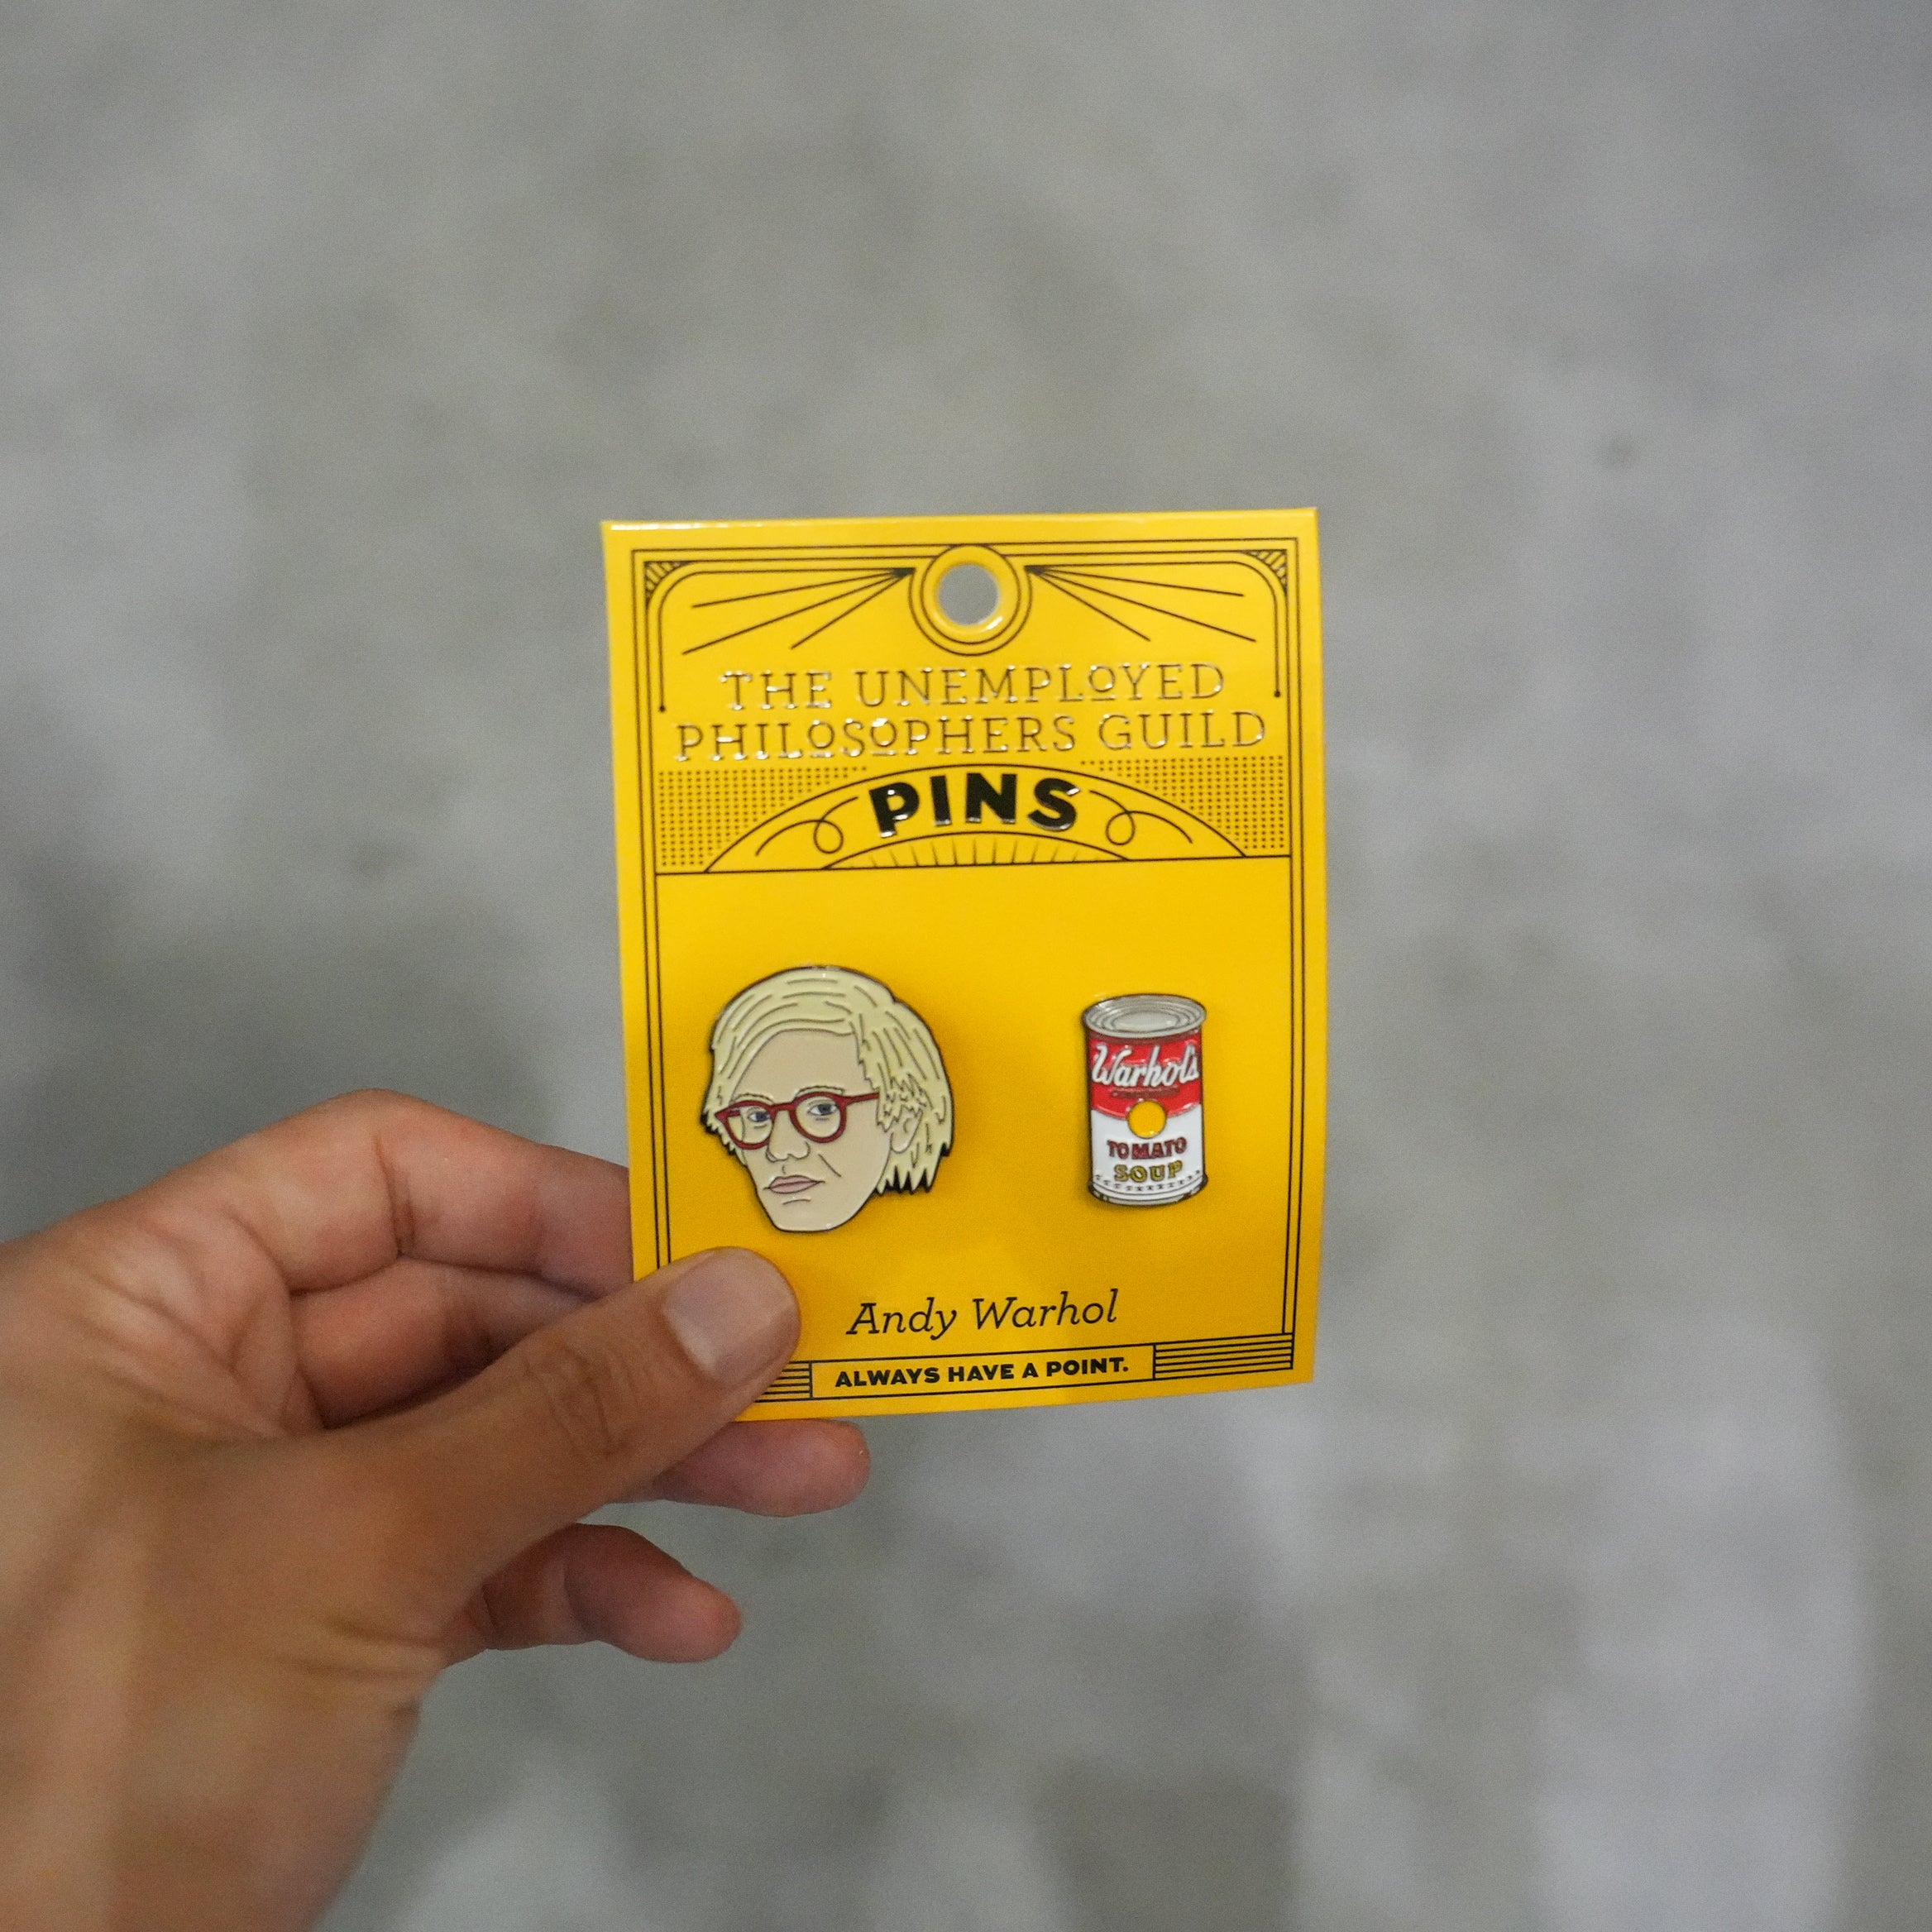 THE UNEMPLOYED
PHILOSOPHERS GUILD
PINS
Warhol's
TOMATO
SOUP
Andy Warhol
ALWAYS HAVE A POINT.